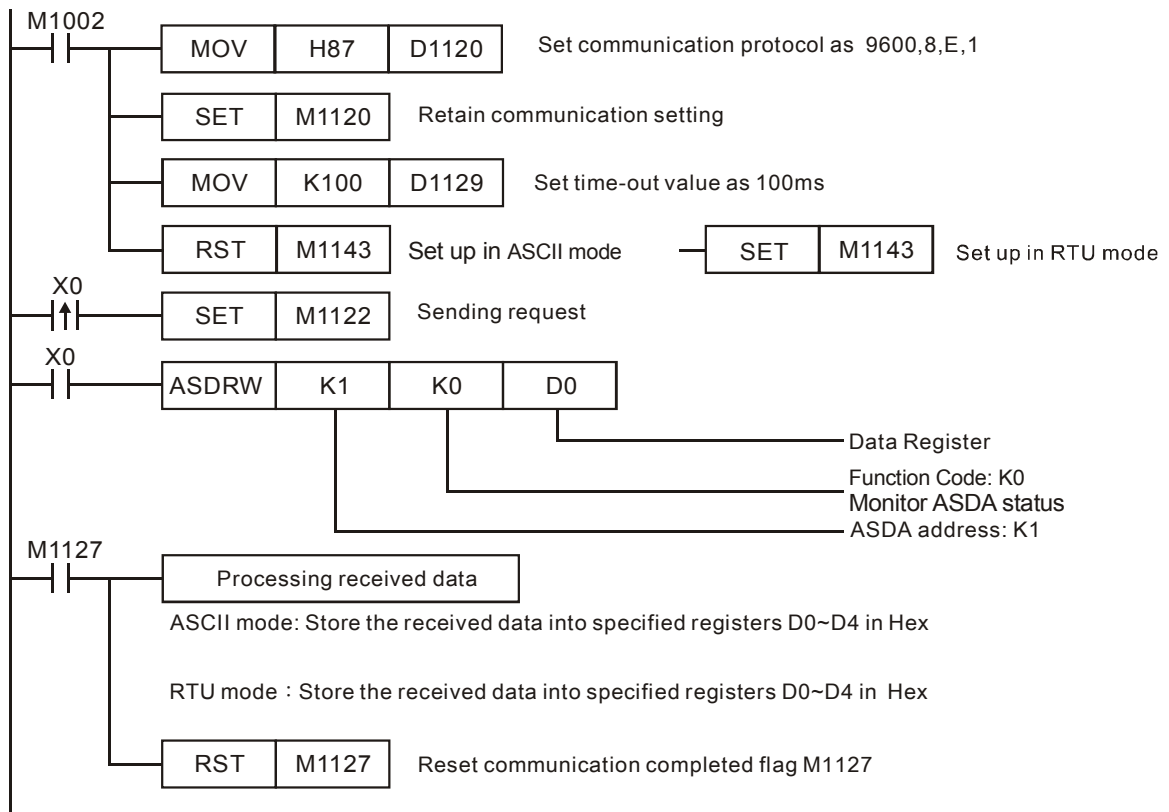 M1002
MOV H87 D1120 Set communication protocol as 9600,8,E,1
SET M1120 Retain communication setting
MOV K100 D1129 Set time-out value as 100ms
RST M1143 Set up in ASCII mode SET M1143 Set up in RTU mode
X0
SET M1122 Sending request
X0
ASDRW K1 K0 D0
Data Register
Function Code: K0
Monitor ASDA status
ASDA address: K1
M1127
Processing received data
ASCII mode: Store the received data into specified registers D0~D4 in Hex
RTU mode：Store the received data into specified registers D0~D4 in Hex
RST M1127 Reset communication completed flag M1127